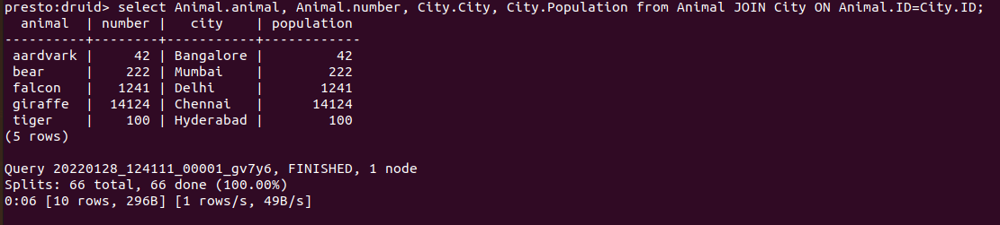 presto:druid> select Animal.animal, Animal.number, City.City, City.Population from Animal JOIN City ON Animal.ID=City.ID;
  animal  | number |   city    | population
----------+--------+-----------+------------
 aardvark |     42 | Bangalore |         42
 bear     |    222 | Mumbai    |        222
 falcon   |   1241 | Delhi     |       1241
 giraffe  |  14124 | Chennai   |      14124
 tiger    |    100 | Hyderabad |        100
(5 rows)

Query 20220128_124111_00001_gv7y6, FINISHED, 1 node
Splits: 66 total, 66 done (100.00%)
0:06 [10 rows, 296B] [1 rows/s, 49B/s]